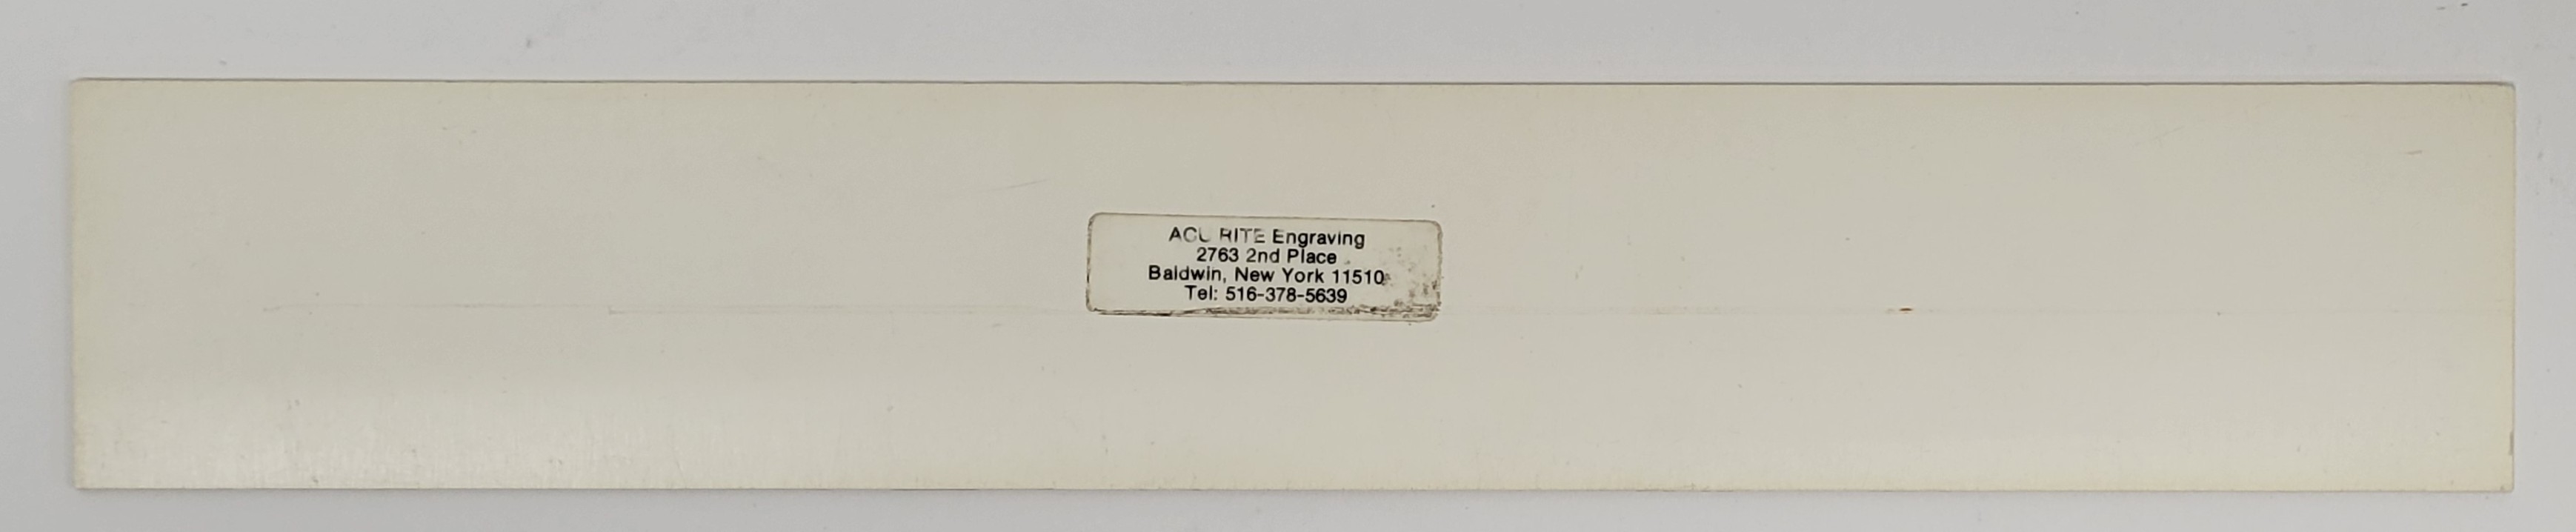 ACU RITE Engraving
2763 2nd Place
Baldwin, New York 11510
Tel: 516-378-5639